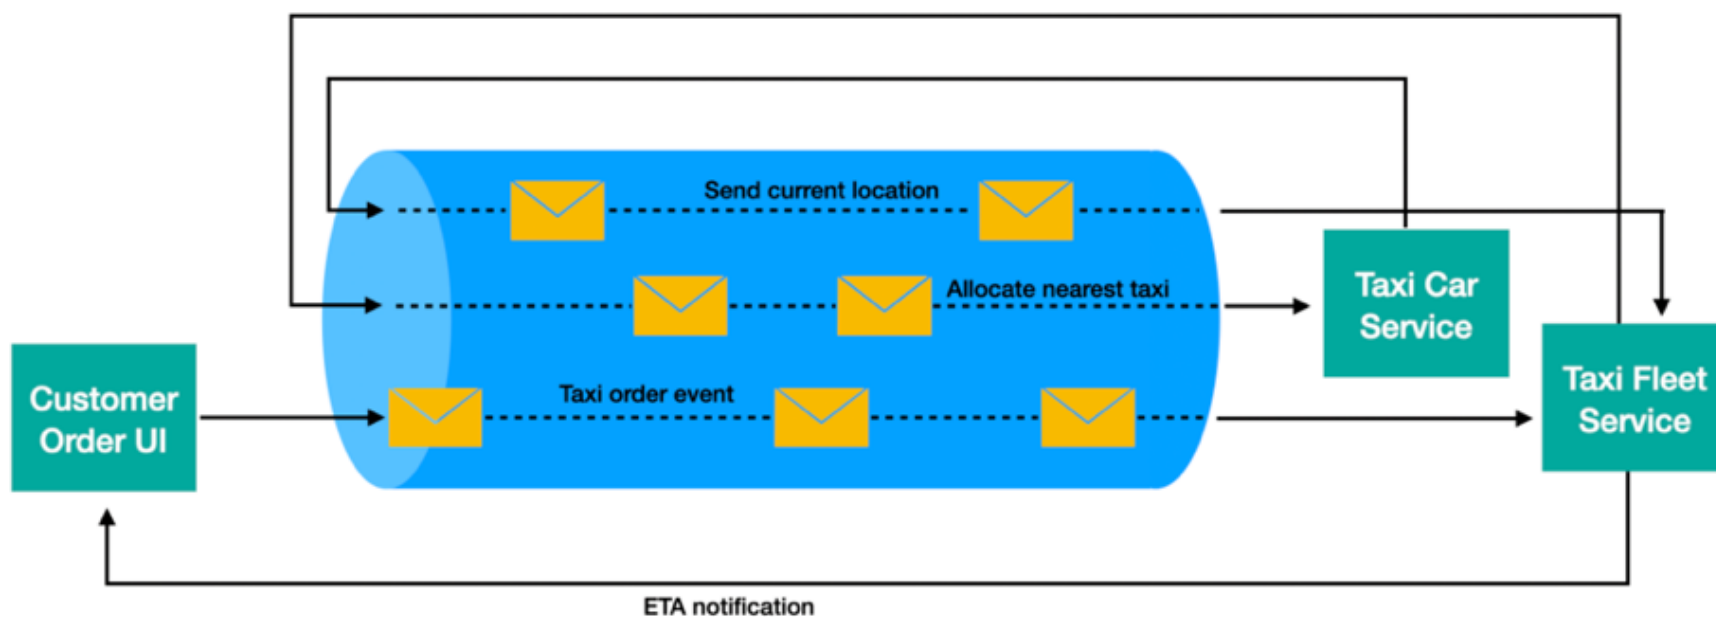 Send current location
Allocate nearest taxi
Taxi Car
Service
Customer
Order UI
Taxi order event
Taxi Fleet
Service
ETA notification